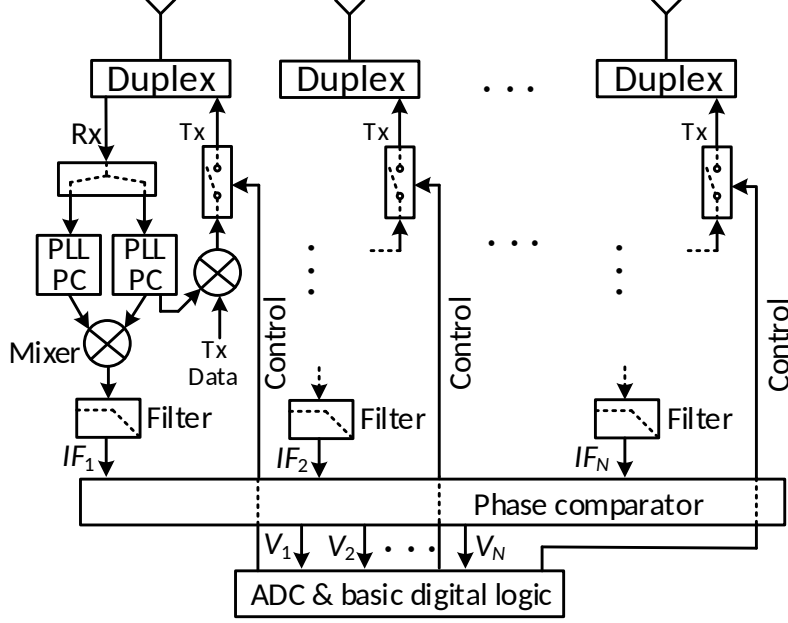 Duplex
Duplex
. . .
Duplex
Rx
Tx
Tx
Tx
PLL
PC
PLL
PC
Mixer
Tx
Data
Control
Control
Control
Filter
Filter
Filter
IF1
IF2
IFN
Phase comparator
V1
V2
. . .
VN
ADC & basic digital logic